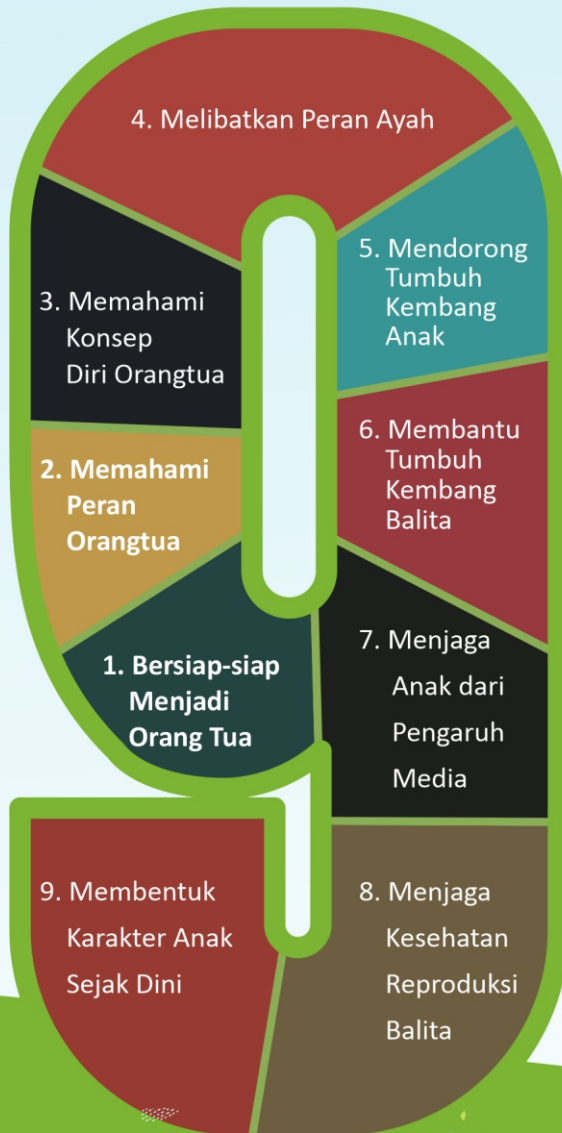 4. Melibatkan Peran Ayah
3. Memahami
Konsep
Diri Orangtua
5. Mendorong
Tumbuh
Kembang
Anak
2. Memahami
Peran
Orangtua
6. Membantu
Tumbuh
Kembang
Balita
1. Bersiap-siap
Menjadi
Orang Tua
7. Menjaga
Anak dari
Pengaruh
Media
9. Membentuk
Karakter Anak
Sejak Dini
8. Menjaga
Kesehatan
Reproduksi
Balita